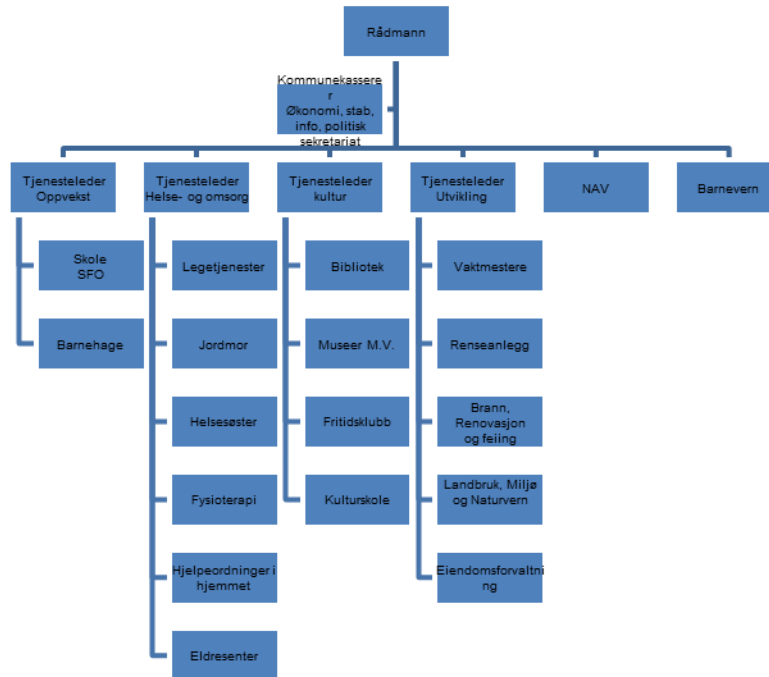 Rådmann
Kommunekassere
r
Økonomi, stab,
info, politisk
sekretariat
Tjenesteleder
Oppvekst
Tjenesteleder
Helse- og omsorg
Tjenesteleder
kultur
Tjenesteleder
Utvikling
NAV
Barnevern
Skole
SFO
Barnehage
Legetjenester
Jordmor
Helsesøster
Fysioterapi
Hjelpeordninger i
hjemmet
Eldresenter
Bibliotek
Museer M.V.
Fritidsklubb
Kulturskole
Vaktmestere
Renseanlegg
Brann,
Renovasjon
og feiing
Landbruk, Miljø
og Naturvern
Eiendomsforvaltni
ng